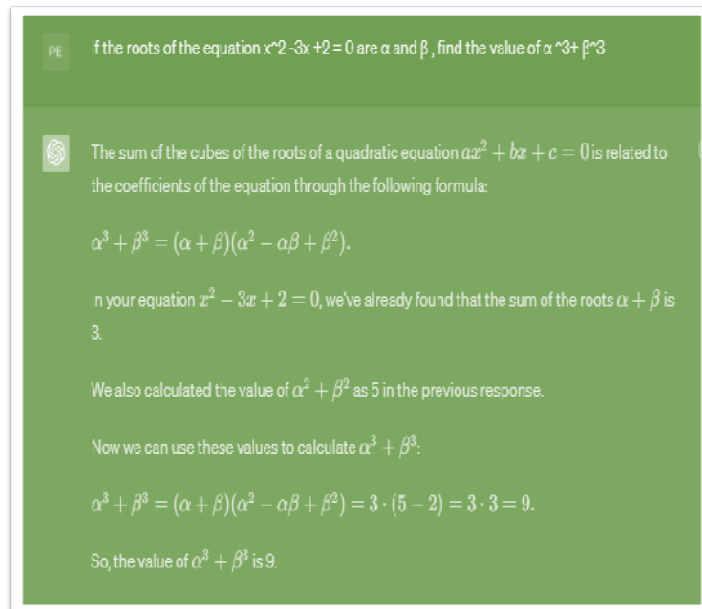 PE
If the roots of the equation x^2 -3x +2 = 0 are α and β , find the value of α ^3+ β^3
The sum of the cubes of the roots of a quadratic equation ax² + bx + c = 0 is related to
the coefficients of the equation through the following formula:
α³ + β³ = (α + β)(α² − αβ + β²).
In your equation x² − 3x + 2 = 0, we've already found that the sum of the roots α + β is
3.
We also calculated the value of α² + β² as 5 in the previous response.
Now we can use these values to calculate α³ + β³:
α³ + β³ = (α + β)(α² − αβ + β²) = 3 · (5 − 2) = 3 · 3 = 9.
So, the value of α³ + β³ is 9.